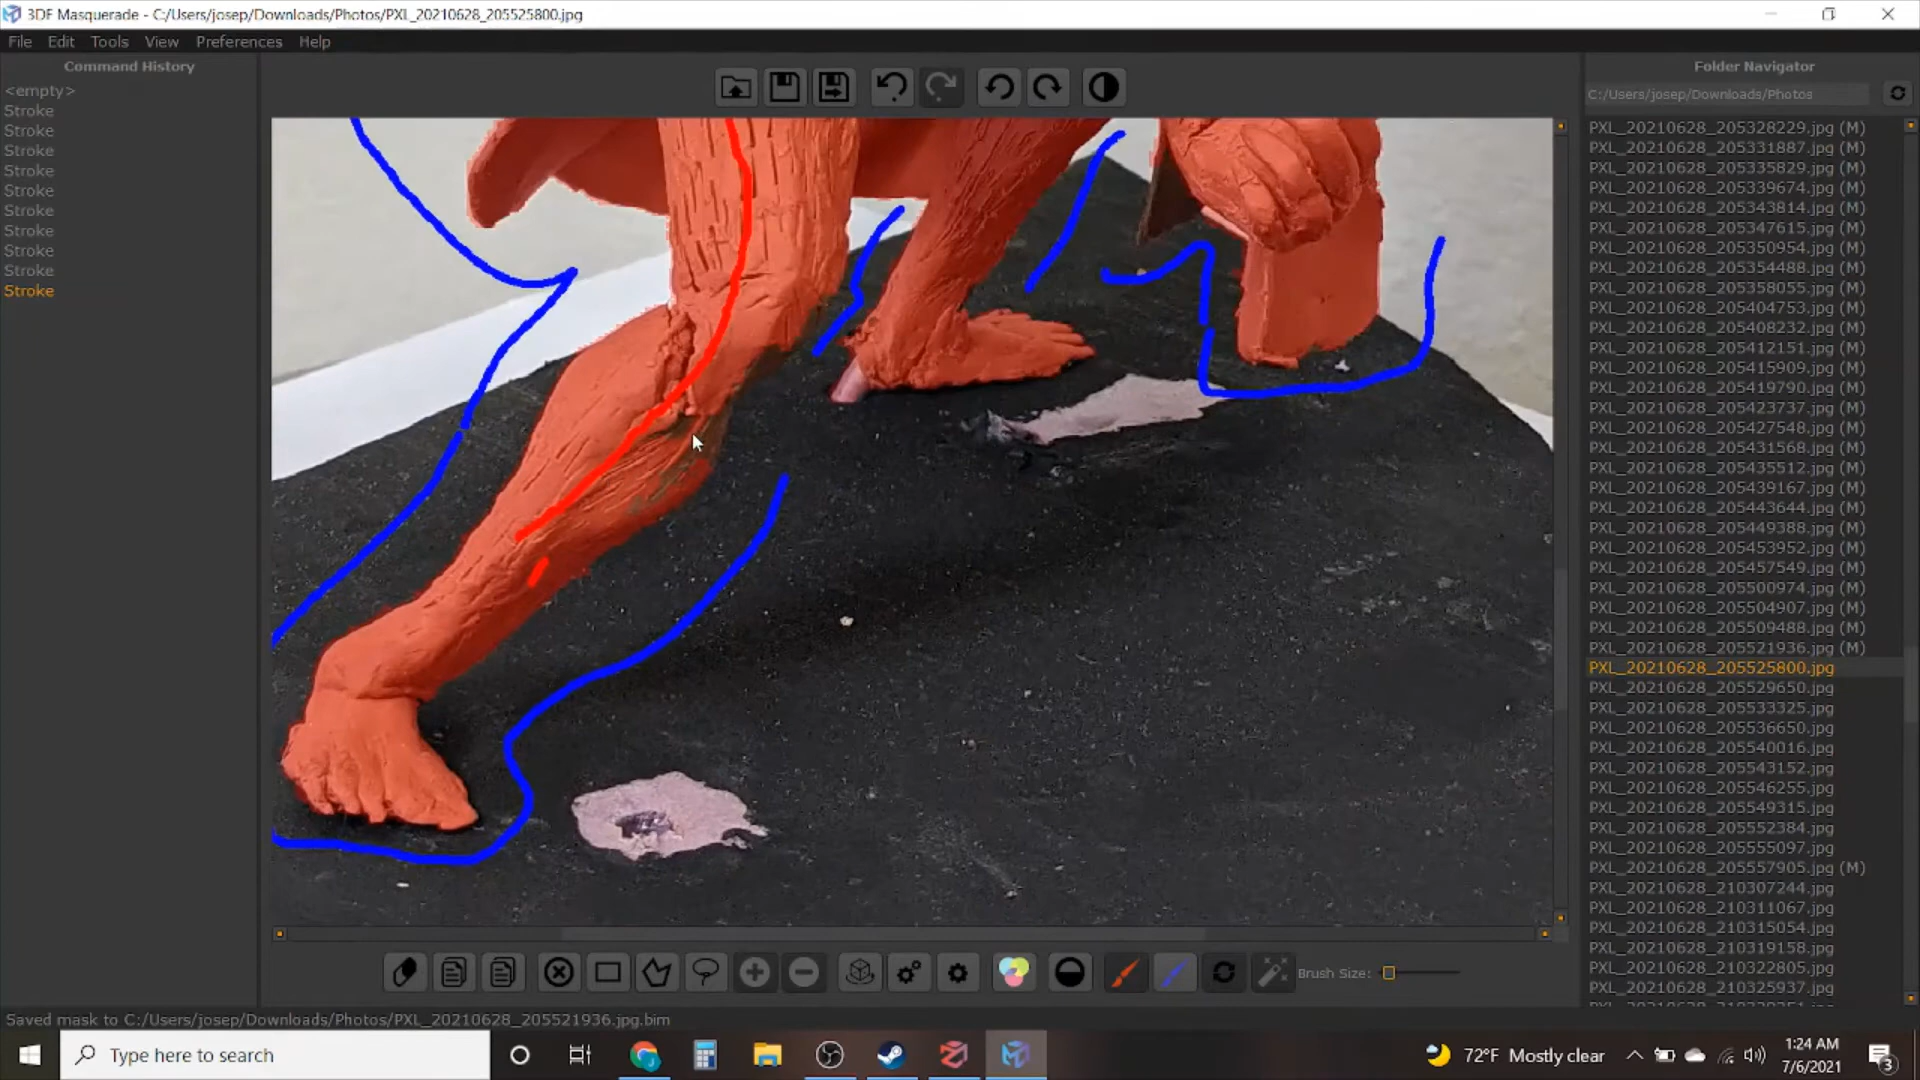 3DF Masquerade - C:/Users/josep/Downloads/Photos/PXL_20210628_205525800.jpg
File Edit Tools View Preferences Help
Command History
<empty>
Stroke
Stroke
Stroke
Stroke
Stroke
Stroke
Stroke
Stroke
Stroke
Stroke
Folder Navigator
C:/Users/josep/Downloads/Photos
PXL_20210628_205328229.jpg (M)
PXL_20210628_205331887.jpg (M)
PXL_20210628_205335829.jpg (M)
PXL_20210628_205339674.jpg (M)
PXL_20210628_205343814.jpg (M)
PXL_20210628_205347615.jpg (M)
PXL_20210628_205350954.jpg (M)
PXL_20210628_205354488.jpg (M)
PXL_20210628_205358055.jpg (M)
PXL_20210628_205404753.jpg (M)
PXL_20210628_205408232.jpg (M)
PXL_20210628_205412151.jpg (M)
PXL_20210628_205415909.jpg (M)
PXL_20210628_205419790.jpg (M)
PXL_20210628_205423737.jpg (M)
PXL_20210628_205427548.jpg (M)
PXL_20210628_205431568.jpg (M)
PXL_20210628_205435512.jpg (M)
PXL_20210628_205439167.jpg (M)
PXL_20210628_205443644.jpg (M)
PXL_20210628_205449388.jpg (M)
PXL_20210628_205453952.jpg (M)
PXL_20210628_205457549.jpg (M)
PXL_20210628_205500974.jpg (M)
PXL_20210628_205504907.jpg (M)
PXL_20210628_205509488.jpg (M)
PXL_20210628_205521936.jpg (M)
PXL_20210628_205525800.jpg
PXL_20210628_205529650.jpg
PXL_20210628_205533325.jpg
PXL_20210628_205536650.jpg
PXL_20210628_205540016.jpg
PXL_20210628_205543152.jpg
PXL_20210628_205546255.jpg
PXL_20210628_205549315.jpg
PXL_20210628_205552384.jpg
PXL_20210628_205555097.jpg
PXL_20210628_205557905.jpg (M)
PXL_20210628_210307244.jpg
PXL_20210628_210311067.jpg
PXL_20210628_210315054.jpg
PXL_20210628_210319158.jpg
PXL_20210628_210322805.jpg
PXL_20210628_210325937.jpg
Brush Size:
Saved mask to C:/Users/josep/Downloads/Photos/PXL_20210628_205521936.jpg.bim
Type here to search
72°F Mostly clear
1:24 AM
7/6/2021
3